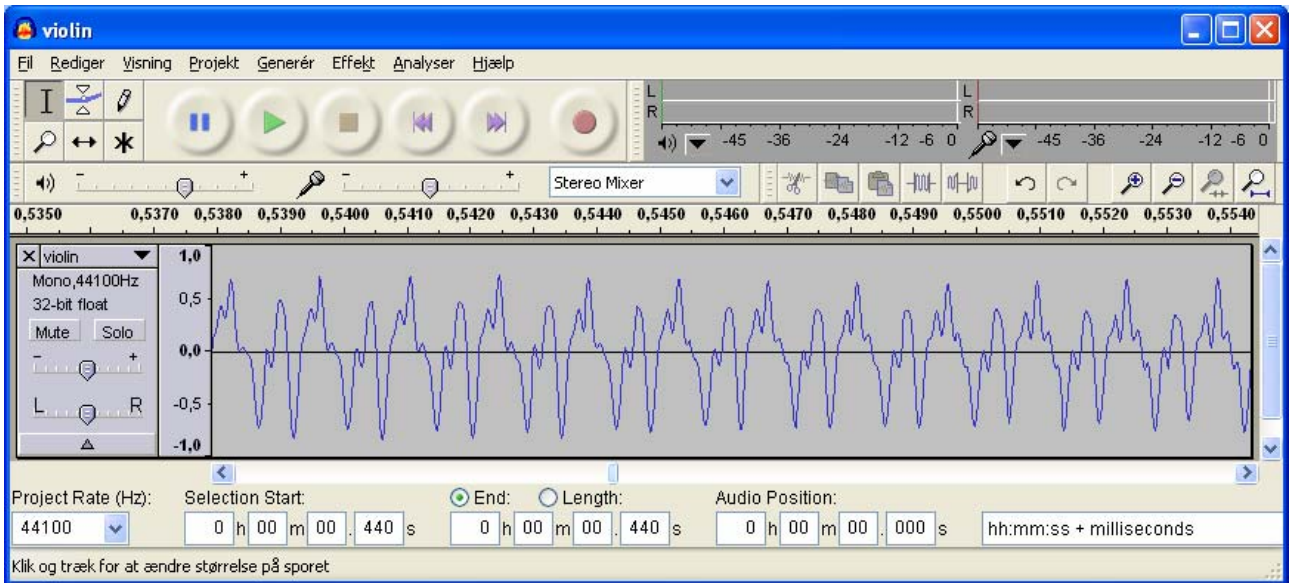 violin
Fil Rediger Visning Projekt Generér Effekt Analyser Hjælp
L
R
-45 -36 -24 -12 -6 0
L
R
-45 -36 -24 -12 -6 0
- +
- +
Stereo Mixer
0,5350 0,5370 0,5380 0,5390 0,5400 0,5410 0,5420 0,5430 0,5440 0,5450 0,5460 0,5470 0,5480 0,5490 0,5500 0,5510 0,5520 0,5530 0,5540
X violin
Mono,44100Hz
32-bit float
Mute Solo
- +
L R
1,0
0,5
0,0
-0,5
-1,0
Project Rate (Hz): Selection Start: End: Length: Audio Position:
44100 0 h 00 m 00 . 440 s 0 h 00 m 00 . 440 s 0 h 00 m 00 . 000 s hh:mm:ss + milliseconds
Klik og træk for at ændre størrelse på sporet